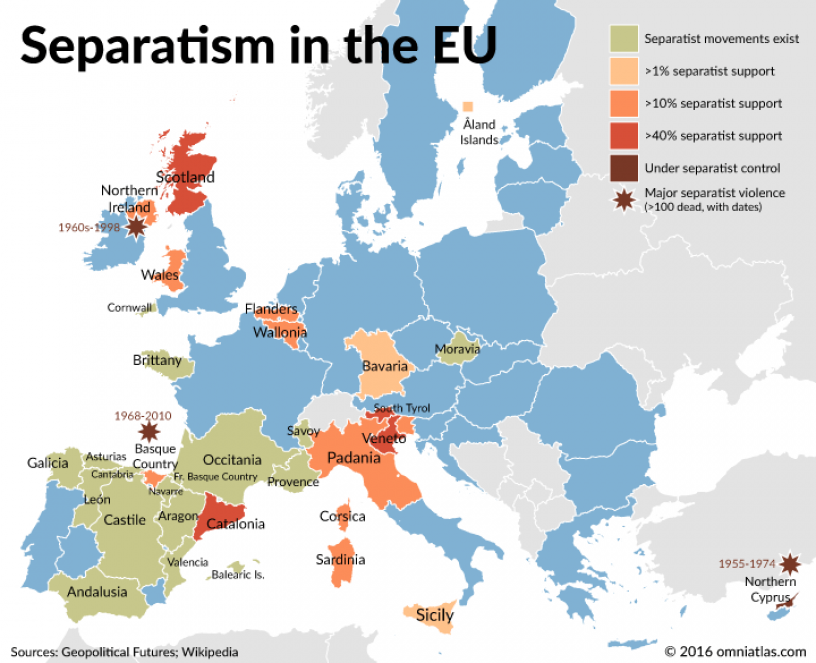 Separatism in the EU
Separatist movements exist
>1% separatist support
>10% separatist support
>40% separatist support
Under separatist control
Major separatist violence
(>100 dead, with dates)
Åland
Islands
Scotland
Northern
Ireland
1960s-1998
Wales
Cornwall
Flanders
Wallonia
Brittany
Bavaria
Moravia
1968-2010
South Tyrol
Savoy
Veneto
Padania
Basque
Country
Galicia
Asturias
Cantabria
Occitania
Fr. Basque Country
Provence
Navarre
León
Castile
Aragon
Catalonia
Corsica
Valencia
Balearic Is.
Sardinia
Andalusia
Sicily
1955-1974
Northern
Cyprus
Sources: Geopolitical Futures; Wikipedia
© 2016 omniatlas.com